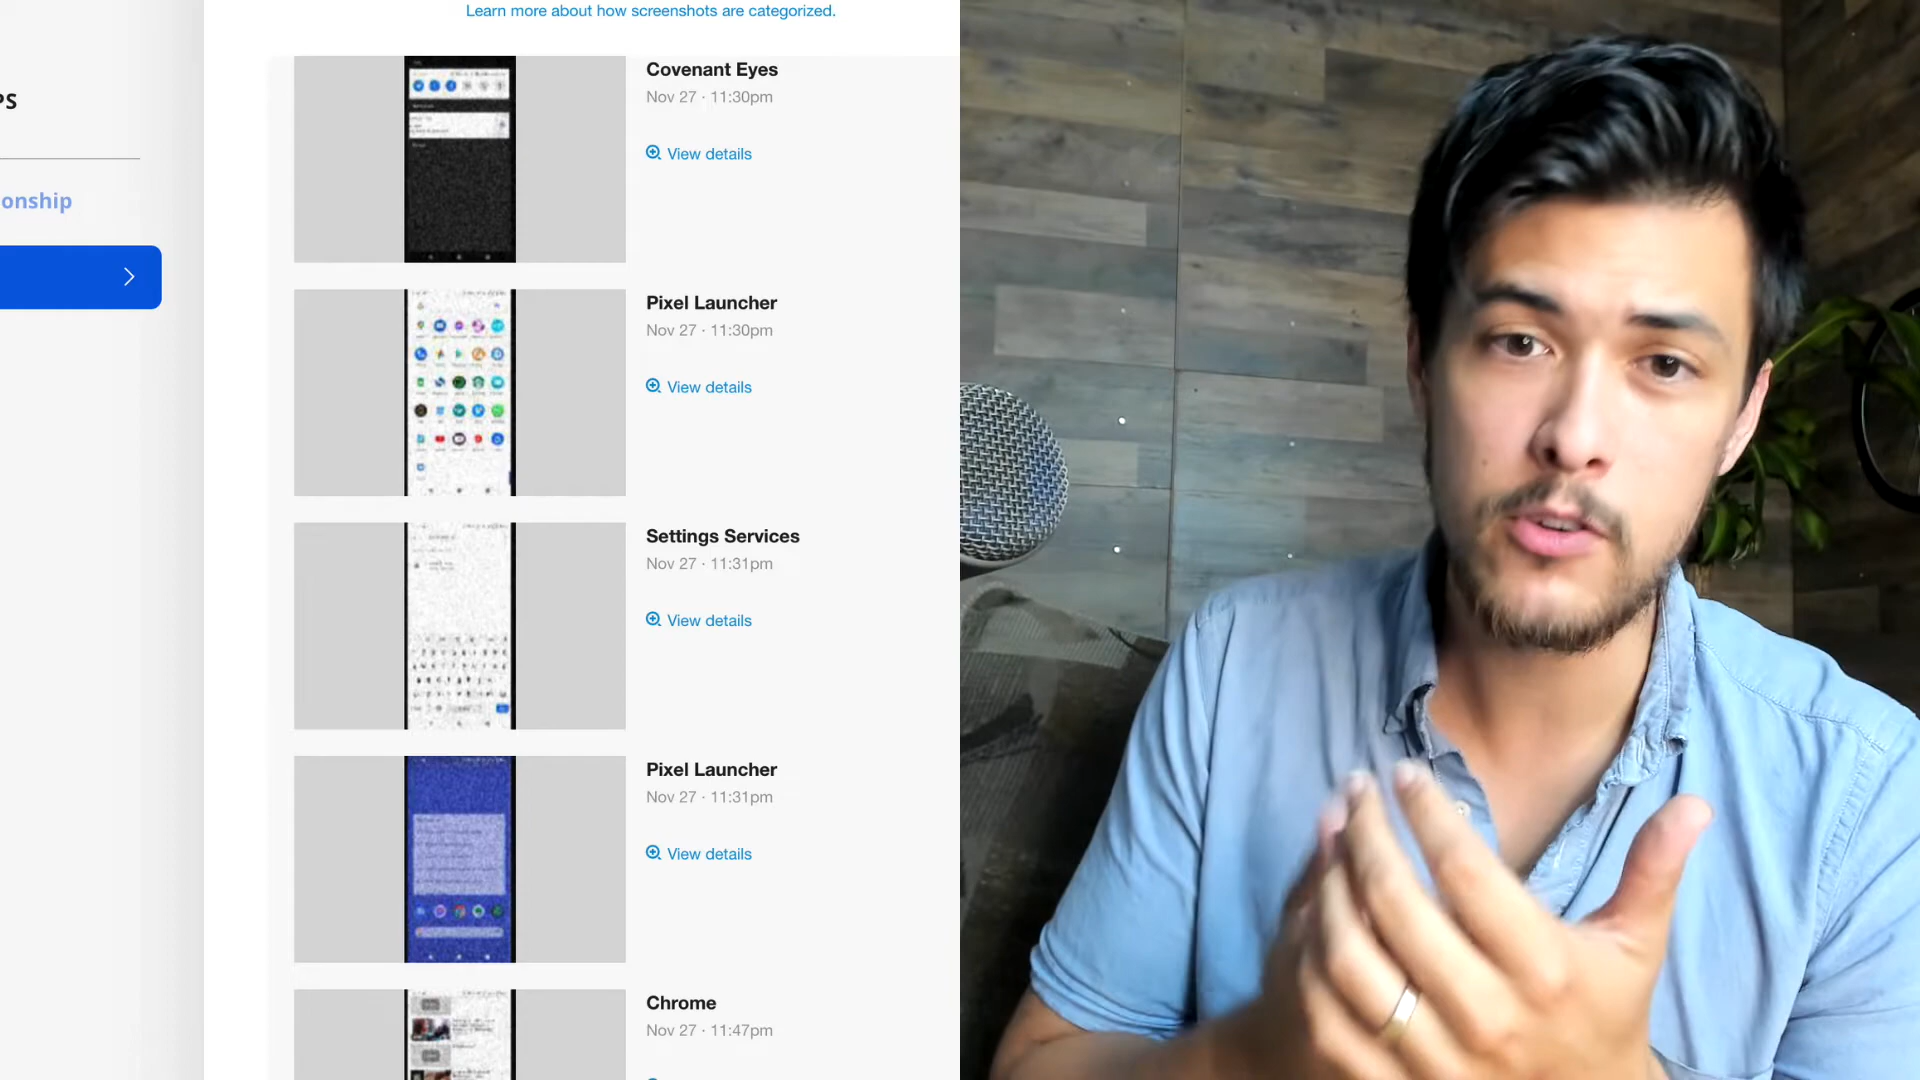 Learn more about how screenshots are categorized.
PS
onship
Covenant Eyes
Nov 27 · 11:30pm
View details
Pixel Launcher
Nov 27 · 11:30pm
View details
Settings Services
Nov 27 · 11:31pm
View details
Pixel Launcher
Nov 27 · 11:31pm
View details
Chrome
Nov 27 · 11:47pm